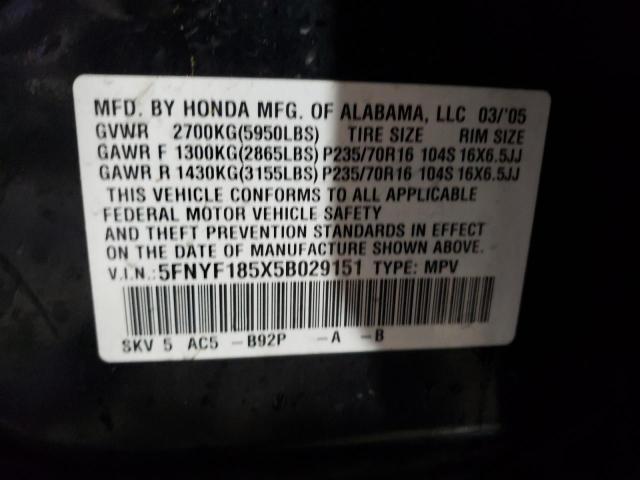 MFD. BY HONDA MFG. OF ALABAMA, LLC 03/'05
GVWR 2700KG(5950LBS) TIRE SIZE RIM SIZE
GAWR F 1300KG(2865LBS) P235/70R16 104S 16X6.5JJ
GAWR R 1430KG(3155LBS) P235/70R16 104S 16X6.5JJ
THIS VEHICLE CONFORMS TO ALL APPLICABLE
FEDERAL MOTOR VEHICLE SAFETY
AND THEFT PREVENTION STANDARDS IN EFFECT
ON THE DATE OF MANUFACTURE SHOWN ABOVE.
V.I.N.: 5FNYF185X5B029151 TYPE: MPV
SKV 5 AC5 -B92P -A -B